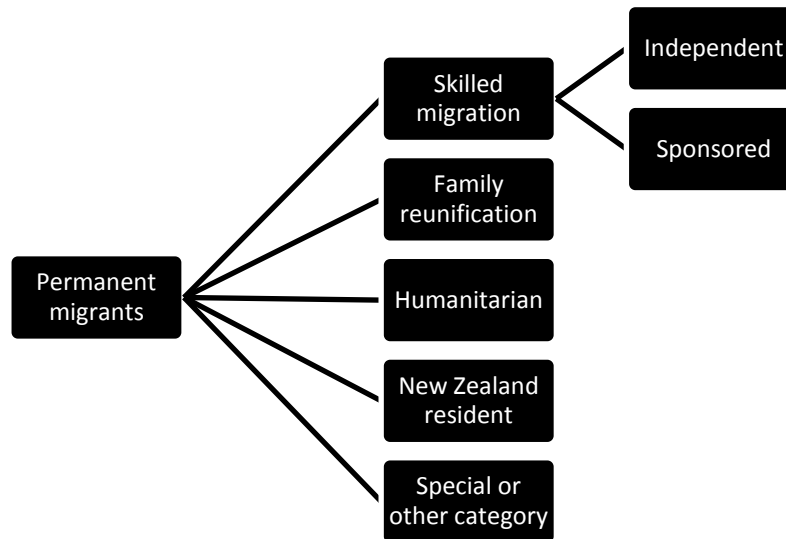 Permanent
migrants
Skilled
migration
Family
reunification
Humanitarian
New Zealand
resident
Special or
other category
Independent
Sponsored